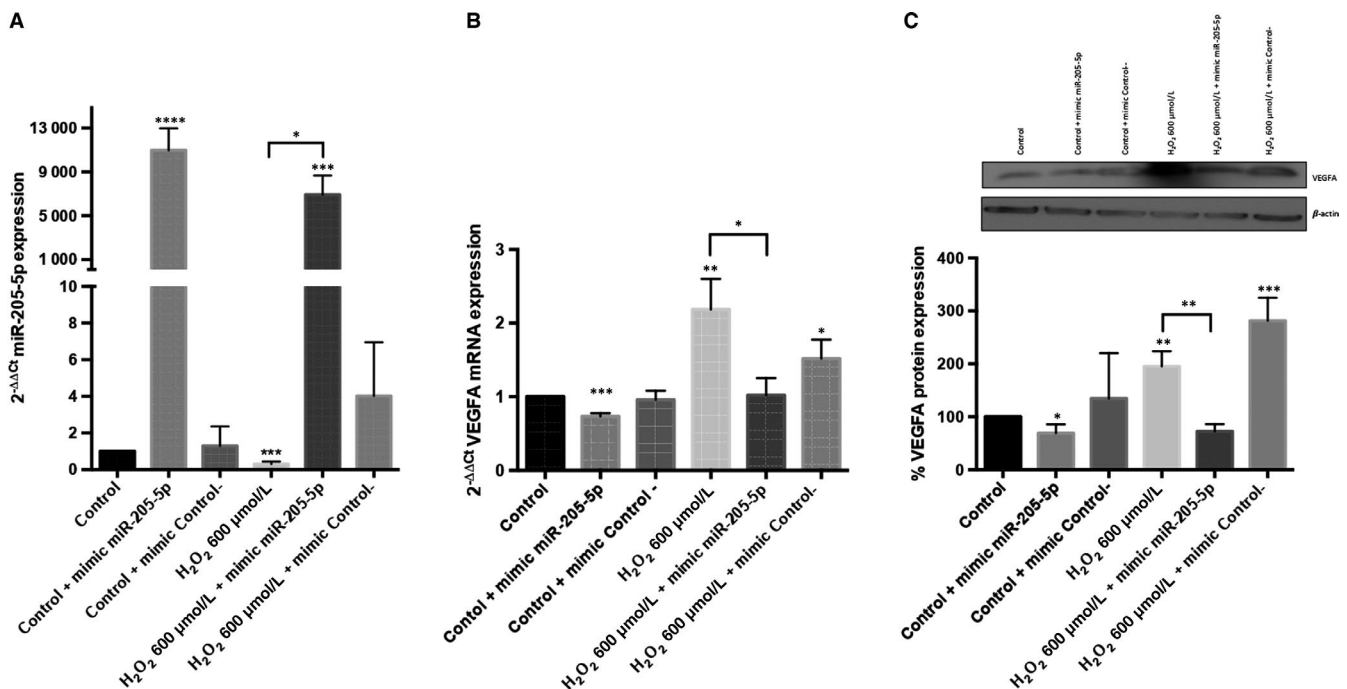 A
2-ΔΔCt miR-205-5p expression
13 000
9 000
5 000
1 000
10
8
6
4
2
0
****
*
***
***
Control
Control + mimic miR-205-5p
Control + mimic Control-
H2O2 600 µmol/L
H2O2 600 µmol/L + mimic miR-205-5p
H2O2 600 µmol/L + mimic Control-
B
2-ΔΔCt VEGFA mRNA expression
3
2
1
0
***
**
*
*
Control
Contol + mimic miR-205-5p
Control + mimic Control -
H2O2 600 µmol/L
H2O2 600 µmol/L + mimic miR-205-5p
H2O2 600 µmol/L + mimic Control-
C
Control
Control + mimic miR-205-5p
Control + mimic Control--
H2O2 600 µmol/L
H2O2 600 µmol/L + mimic miR-205-5p
H2O2 600 µmol/L + mimic Control-
VEGFA
β-actin
% VEGFA protein expression
400
300
200
100
0
*
**
**
***
Control
Control + mimic miR-205-5p
Control + mimic Control-
H2O2 600 µmol/L
H2O2 600 µmol/L + mimic miR-205-5p
H2O2 600 µmol/L + mimic Control-